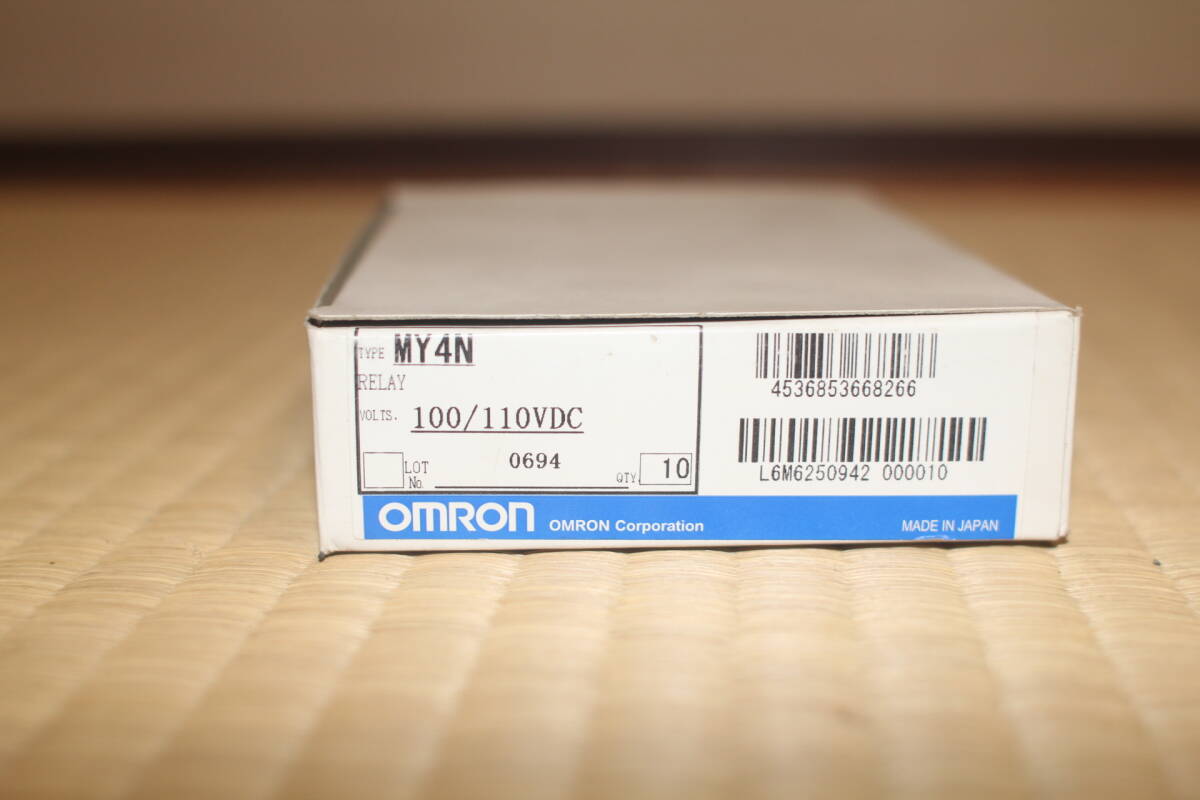 TYPE MY4N
RELAY
VOLTS. 100/110VDC
LOT No. 0694
QTY. 10
4536853668266
L6M6250942 000010
OMRON OMRON Corporation MADE IN JAPAN